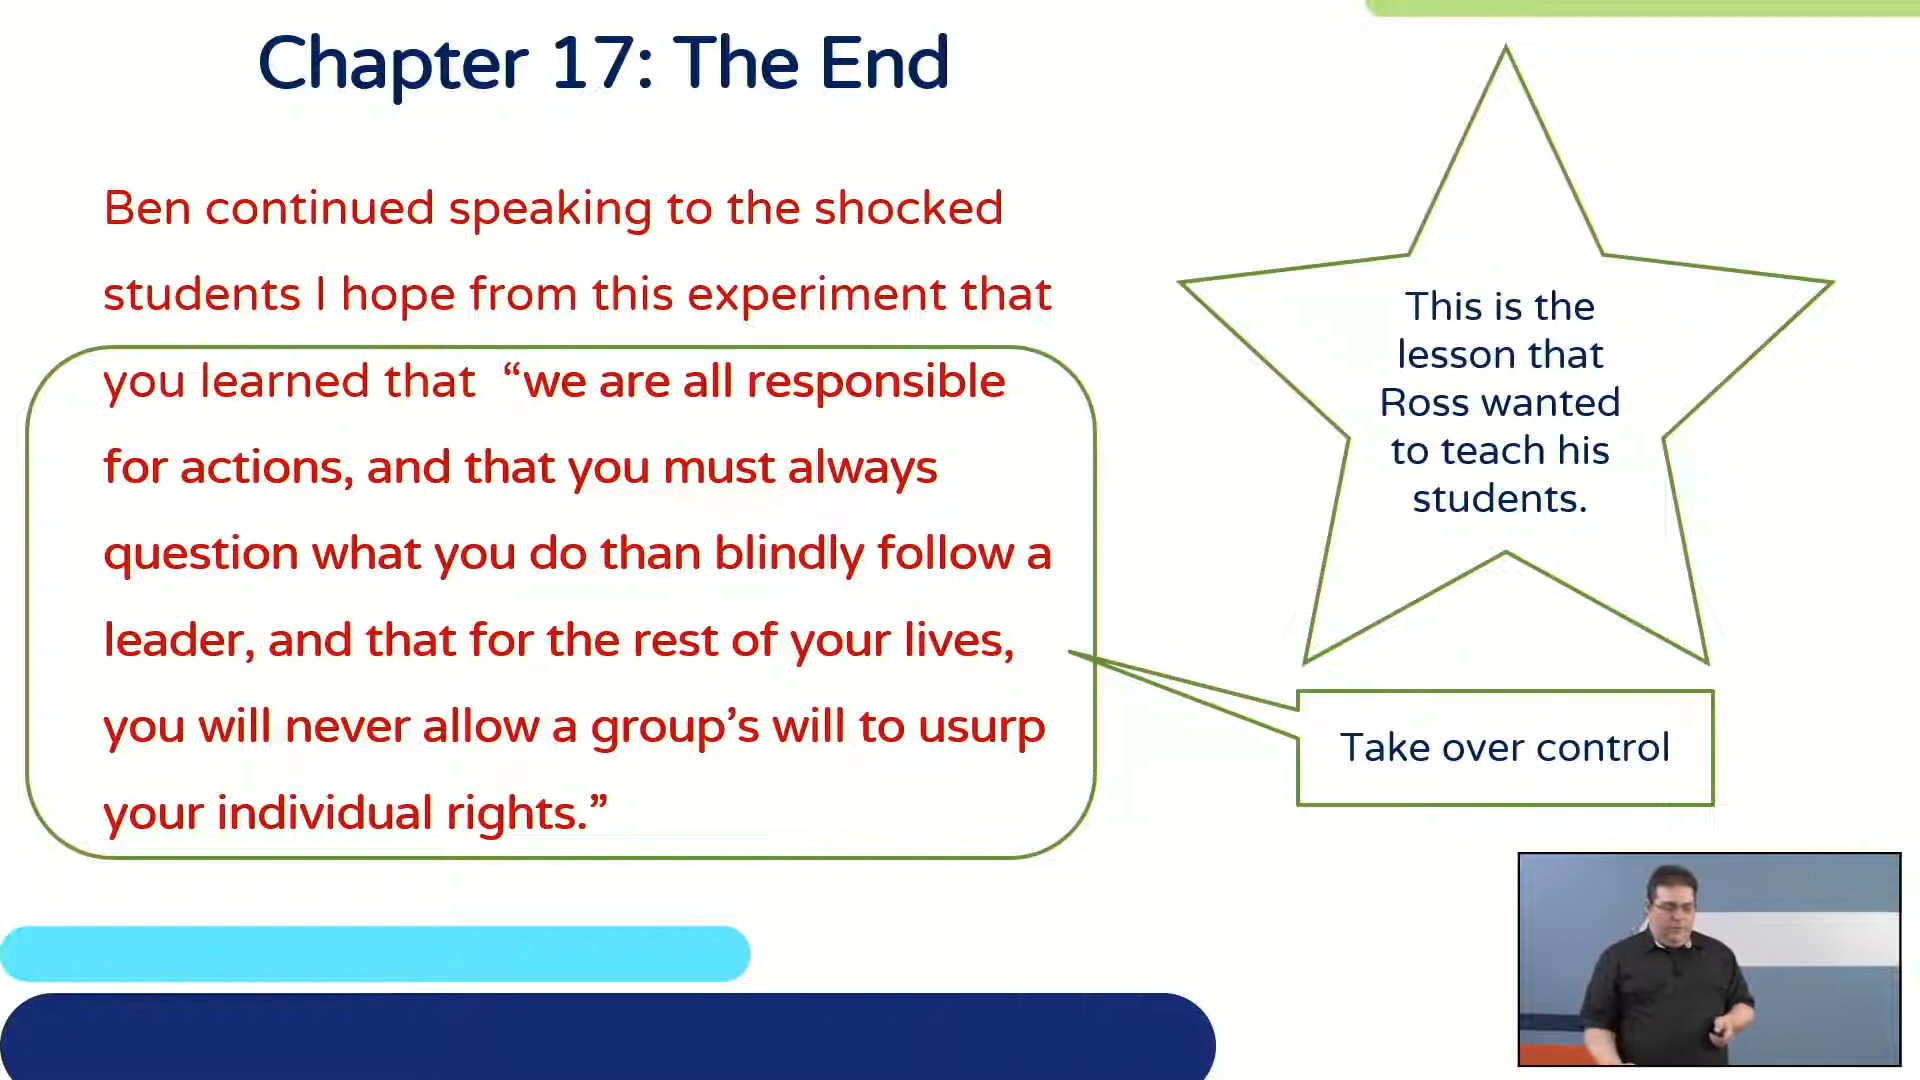 Chapter 17: The End
Ben continued speaking to the shocked
students I hope from this experiment that
you learned that “we are all responsible
for actions, and that you must always
question what you do than blindly follow a
leader, and that for the rest of your lives,
you will never allow a group’s will to usurp
your individual rights.”
This is the
lesson that
Ross wanted
to teach his
students.
Take over control